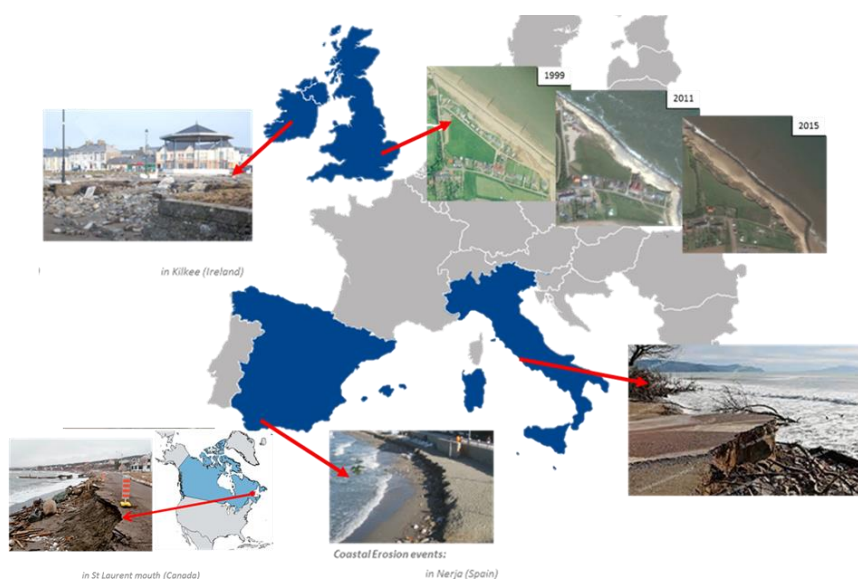 1999
2011
2015
in Kilkee (Ireland)
Coastal Erosion events:
in St Laurent mouth (Canada)
in Nerja (Spain)